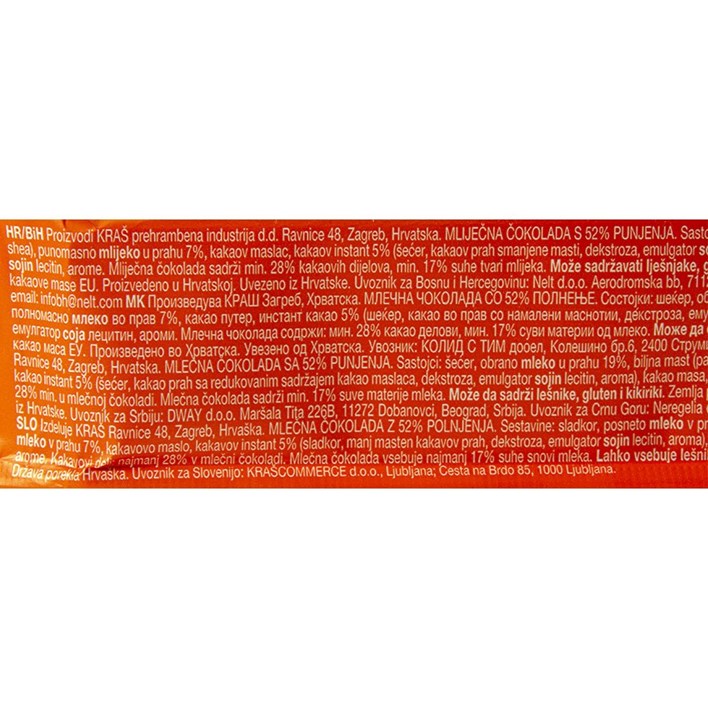 HR/BiH Proizvodi KRAŠ prehrambena industrija d.d. Ravnice 48, Zagreb, Hrvatska. MLIJEČNA ČOKOLADA S 52% PUNJENJA. Sasto
shea), punomasno mlijeko u prahu 7%, kakaov maslac, kakaov instant 5% (šećer, kakaov prah smanjene masti, dekstroza, emulgator so
sojin lecitin, arome. Mliječna čokolada sadrži min. 28% kakaovih dijelova, min. 17% suhe tvari mlijeka. Može sadržavati lješnjake, g
kakaove mase EU. Proizvedeno u Hrvatskoj. Uvezeno iz Hrvatske. Uvoznik za Bosnu i Hercegovinu: Nelt d.o.o. Aerodromska bb, 711
email: infobh@nelt.com MK Произведува КРАШ Загреб, Хрватска. МЛЕЧНА ЧОКОЛАДА СО 52% ПОЛНЕЊЕ. Состојки: шеќер, об
полномасно млеко во прав 7%, какао путер, инстант какао 5% (шеќер, какао во прав со намалени маснотии, декстроза, ему
емулгатор соја лецитин, ароми. Млечна чоколада содржи: мин. 28% какао делови, мин. 17% суви материи од млеко. Може да с
какао маса ЕУ. Произведено во Хрватска. Увезено од Хрватска. Увозник: КОЛИД С ТИМ дооел, Колешино бр.6, 2400 Струми
Ravnice 48, Zagreb, Hrvatska. MLEČNA ČOKOLADA SA 52% PUNJENJA. Sastojci: šećer, obrano mleko u prahu 19%, biljna mast (pa
kakao instant 5% (šećer, kakao prah sa redukovanim sadržajem kakao maslaca, dekstroza, emulgator sojin lecitin, aroma), kakao masa,
28% min. u mlečnoj čokoladi. Mlečna čokolada sadrži min. 17% suve materije mleka. Može da sadrži lešnike, gluten i kikiriki. Zemlja p
iz Hrvatske. Uvoznik za Srbiju: DWAY d.o.o. Maršala Tita 226B, 11272 Dobanovci, Beograd, Srbija. Uvoznik za Crnu Goru: Neregelia d
SLO Izdeluje KRAŠ Ravnice 48, Zagreb, Hrvaška. MLEČNA ČOKOLADA Z 52% POLNJENJA. Sestavine: sladkor, posneto mleko v p
mleko v prahu 7%, kakavovo maslo, kakavov instant 5% (sladkor, manj masten kakavov prah, dekstroza, emulgator sojin lecitin, aroma),
arome. Kakavovi deli najmanj 28% v mlečni čokoladi. Mlečna čokolada vsebuje najmanj 17% suhe snovi mleka. Lahko vsebuje lešni
Država porekla Hrvaška. Uvoznik za Slovenijo: KRAŠCOMMERCE d.o.o., Ljubljana; Cesta na Brdo 85, 1000 Ljubljana.